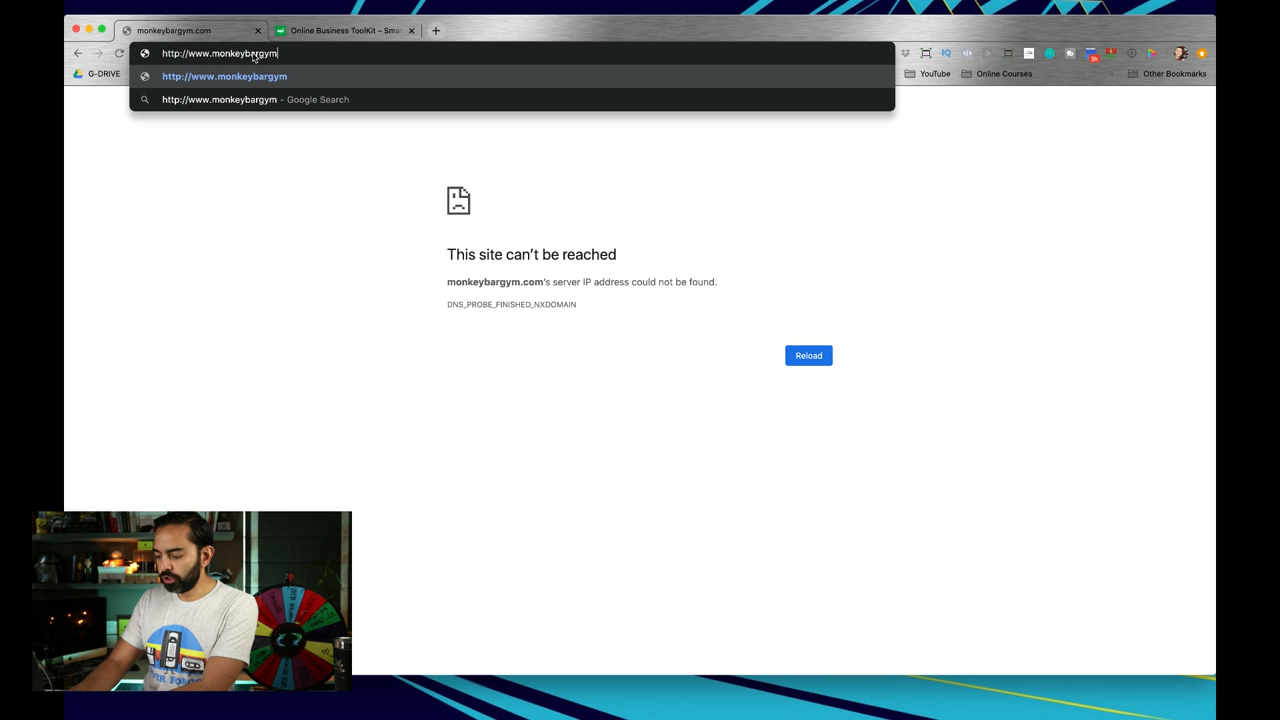 monkeybargym.com
Online Business ToolKit – Sma
http://www.monkeybargym
http://www.monkeybargym
http://www.monkeybargym - Google Search
G-DRIVE
YouTube
Online Courses
Other Bookmarks
IQ
3h
This site can't be reached
monkeybargym.com's server IP address could not be found.
DNS_PROBE_FINISHED_NXDOMAIN
Reload